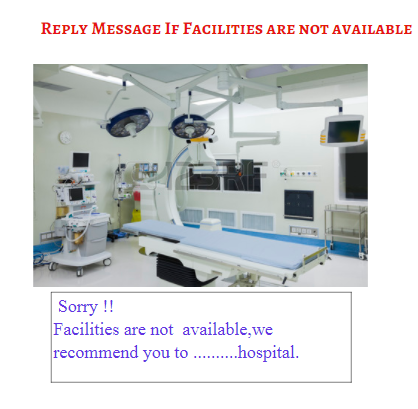 Reply Message If Facilities are not available
Sorry !!
Facilities are not  available,we
recommend you to ..........hospital.